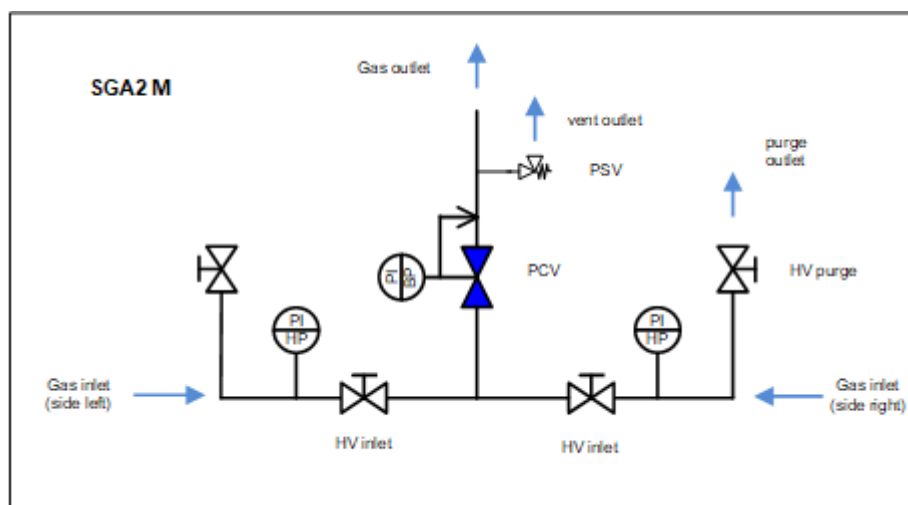 SGA2 M
Gas outlet
vent outlet
PSV
purge
outlet
PI
BP
PCV
HV purge
PI
HP
PI
HP
Gas inlet
(side left)
Gas inlet
(side right)
HV inlet
HV inlet